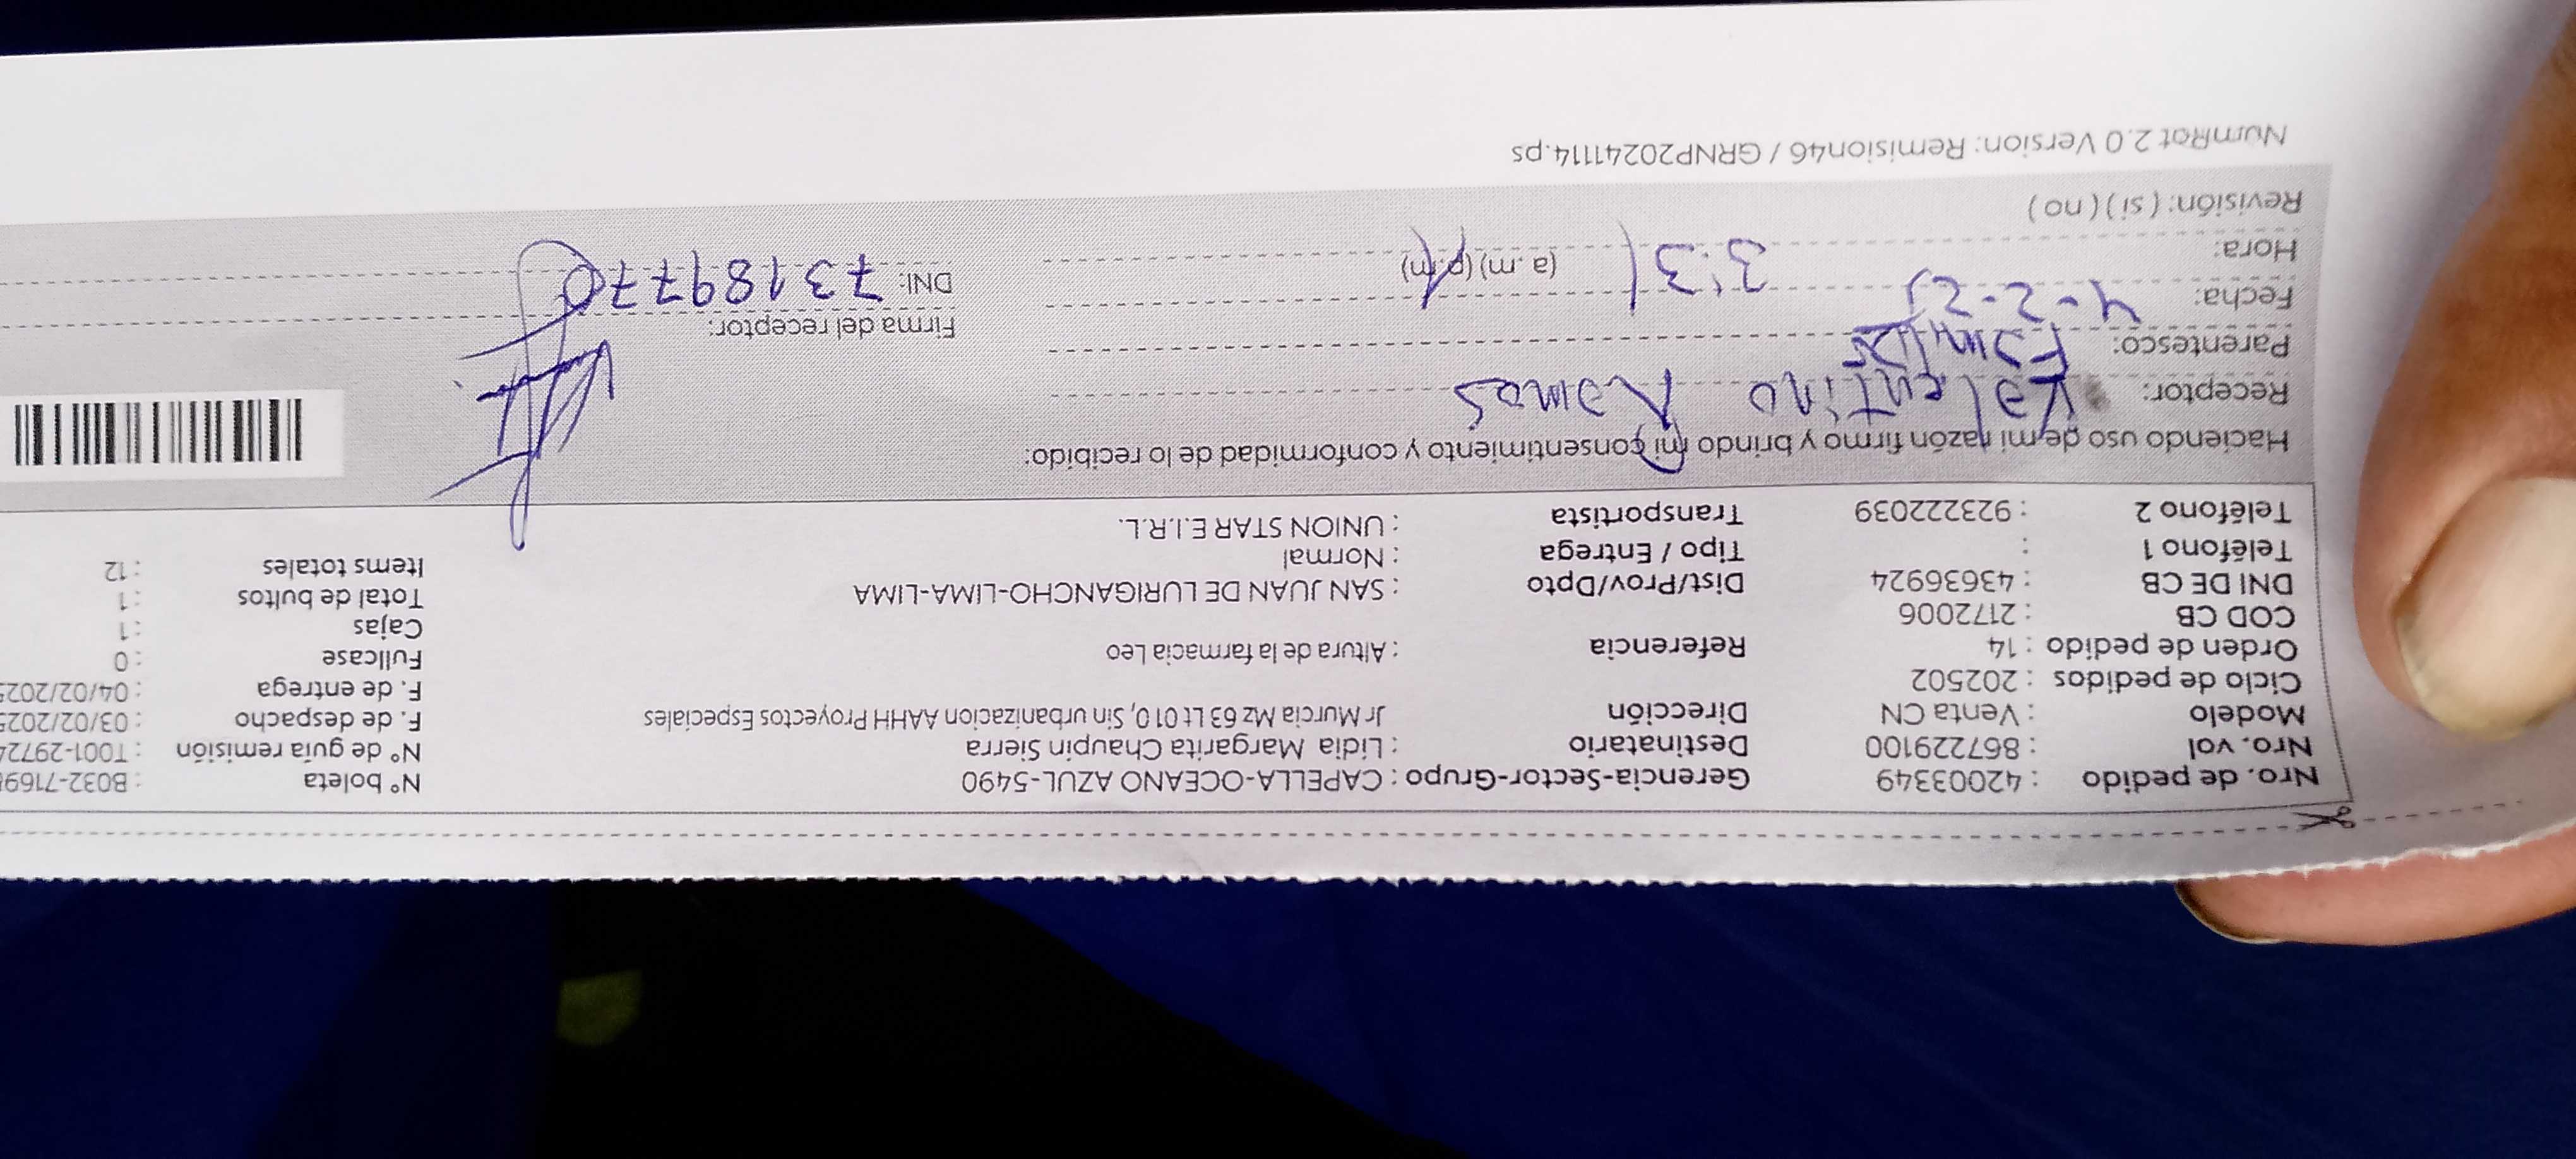 Nro. de pedido : 42003349 Gerencia-Sector-Grupo : CAPELLA-OCEANO AZUL-5490 N° boleta : B032-7169
Nro. vol : 867229100 Destinatario : Lidia Margarita Chaupin Sierra N° de guía remisión : T001-29724
Modelo : Venta CN Dirección Jr Murcia Mz 63 Lt 010, Sin urbanizacion AAHH Proyectos Especiales F. de despacho : 03/02/2025
Ciclo de pedidos : 202502 F. de entrega : 04/02/2025
Orden de pedido : 14 Referencia : Altura de la farmacia Leo Fullcase : 0
COD CB : 2172006 Cajas : 1
DNI DE CB : 43636924 Dist/Prov/Dpto : SAN JUAN DE LURIGANCHO-LIMA-LIMA Total de bultos : 1
Teléfono 1 : Tipo / Entrega : Normal Items totales : 12
Teléfono 2 : 923222039 Transportista : UNION STAR E.I.R.L.
Haciendo uso de mi razón firmo y brindo mi consentimiento y conformidad de lo recibido:
Receptor: Valentino Ramos
Parentesco: Familiar Firma del receptor:
Fecha: 4-2-25 DNI: 73189770
Hora: 3:31 (a.m) (p.m)
Revisión: ( si ) ( no )
NumRot 2.0 Version: Remision46 / GRNP20241114.ps